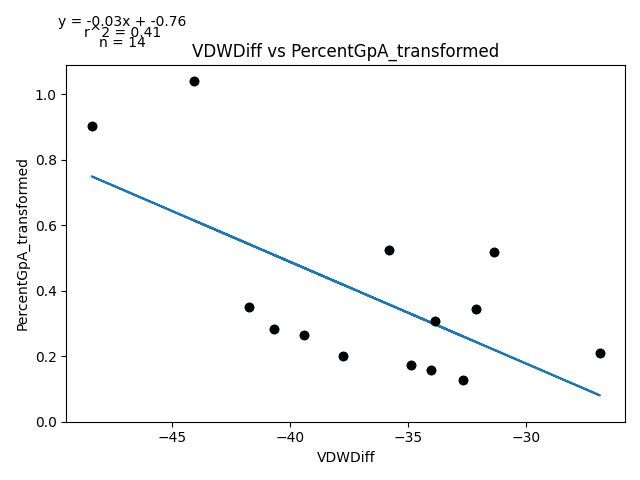 y = -0.03x + -0.76
r^2 = 0.41
n = 14
VDWDiff vs PercentGpA_transformed
PercentGpA_transformed
1.0
0.8
0.6
0.4
0.2
0.0
−45
−40
−35
−30
VDWDiff